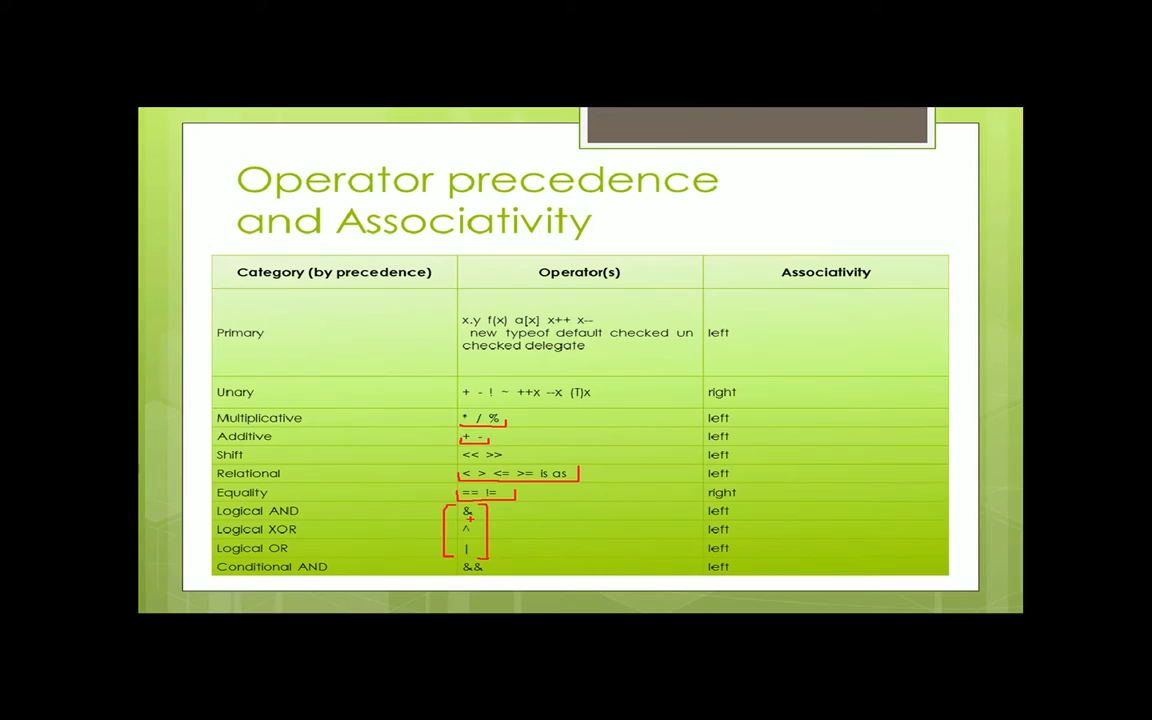 Operator precedence
and Associativity
Category (by precedence) Operator(s) Associativity
Primary x.y f(x) a[x] x++ x--
new typeof default checked un
checked delegate left
Unary + - ! ~ ++x --x (T)x right
Multiplicative * / % left
Additive + - left
Shift << >> left
Relational < > <= >= is as left
Equality == != right
Logical AND & left
Logical XOR ^ left
Logical OR | left
Conditional AND && left